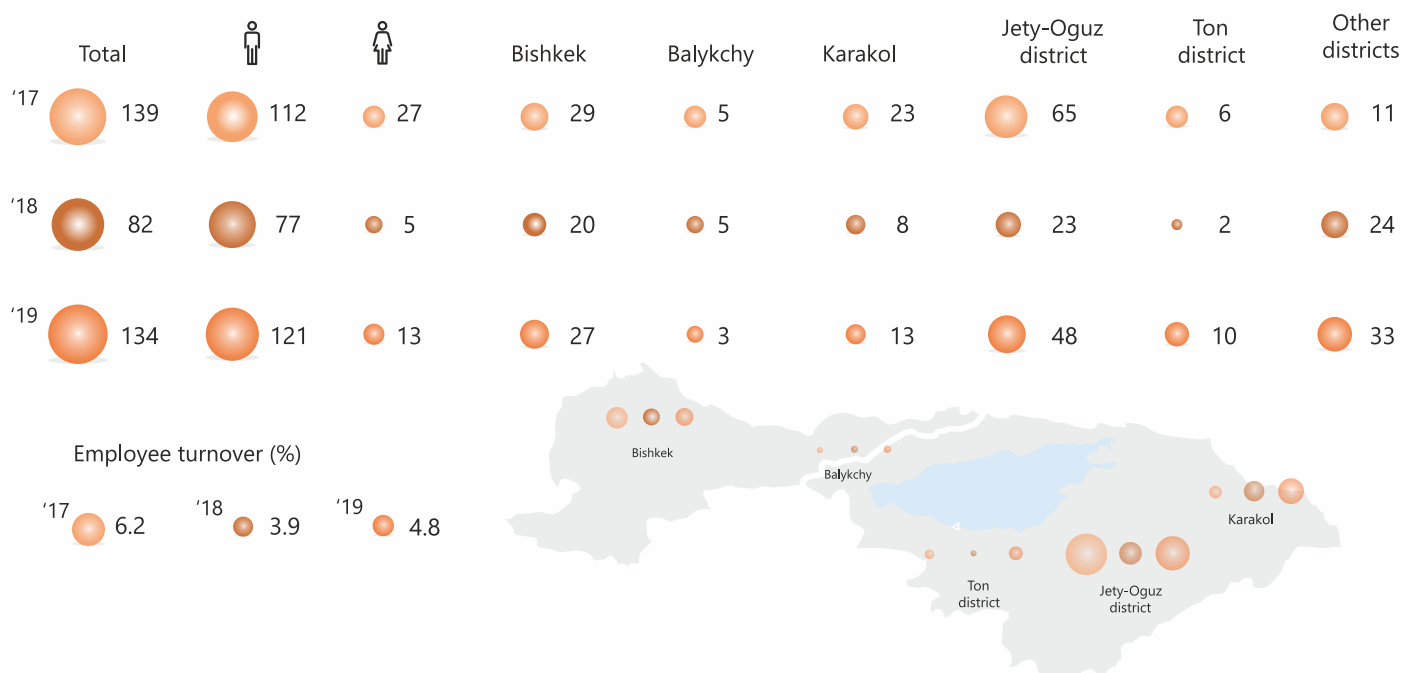 Total Bishkek Balykchy Karakol Jety-Oguz district Ton district Other districts
'17 139 112 27 29 5 23 65 6 11
'18 82 77 5 20 5 8 23 2 24
'19 134 121 13 27 3 13 48 10 33
Employee turnover (%)
'17 6.2 '18 3.9 '19 4.8
Bishkek
Balykchy
Karakol
Ton
district
Jety-Oguz
district